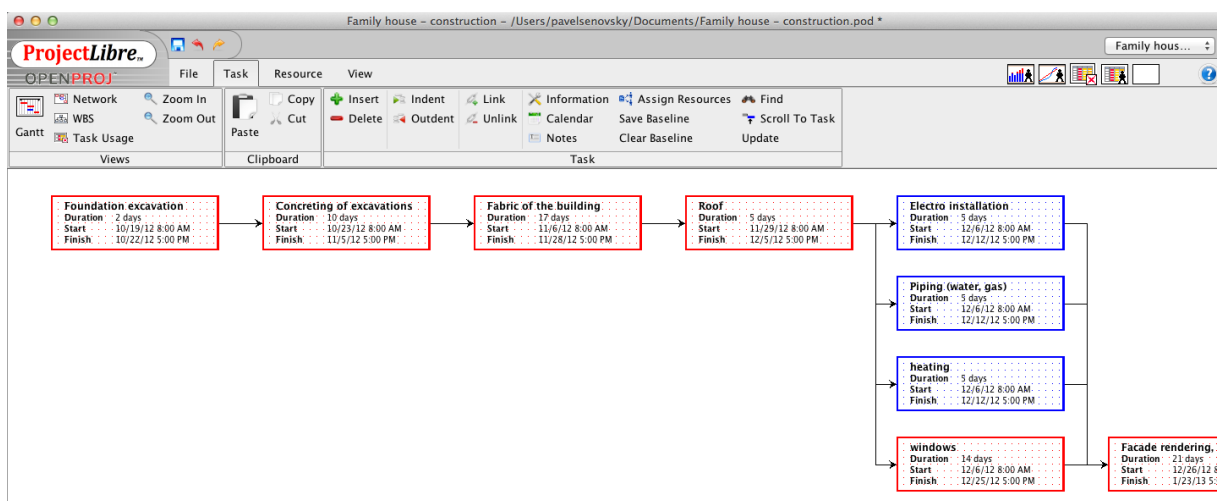 Family house – construction – /Users/pavelsenovsky/Documents/Family house – construction.pod *
ProjectLibre™
OPENPROJ
Family hous...
File Task Resource View
Network Zoom In Copy Insert Indent Link Information Assign Resources Find
WBS Zoom Out Cut Delete Outdent Unlink Calendar Save Baseline Scroll To Task
Gantt Task Usage Paste Notes Clear Baseline Update
Views Clipboard Task
Foundation excavation
Duration 2 days
Start 10/19/12 8:00 AM
Finish 10/22/12 5:00 PM
Concreting of excavations
Duration 10 days
Start 10/23/12 8:00 AM
Finish 11/5/12 5:00 PM
Fabric of the building
Duration 17 days
Start 11/6/12 8:00 AM
Finish 11/28/12 5:00 PM
Roof
Duration 5 days
Start 11/29/12 8:00 AM
Finish 12/5/12 5:00 PM
Electro installation
Duration 5 days
Start 12/6/12 8:00 AM
Finish 12/12/12 5:00 PM
Piping (water, gas)
Duration 5 days
Start 12/6/12 8:00 AM
Finish 12/12/12 5:00 PM
heating
Duration 5 days
Start 12/6/12 8:00 AM
Finish 12/12/12 5:00 PM
windows
Duration 14 days
Start 12/6/12 8:00 AM
Finish 12/25/12 5:00 PM
Facade rendering,
Duration 21 days
Start 12/26/12
Finish 1/23/13